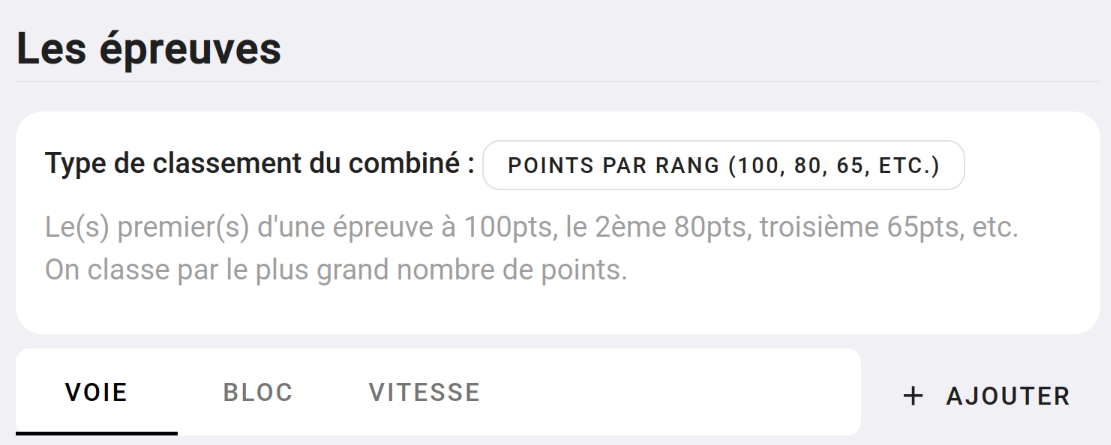 Les épreuves
Type de classement du combiné : POINTS PAR RANG (100, 80, 65, ETC.)
Le(s) premier(s) d'une épreuve à 100pts, le 2ème 80pts, troisième 65pts, etc.
On classe par le plus grand nombre de points.
VOIE BLOC VITESSE + AJOUTER